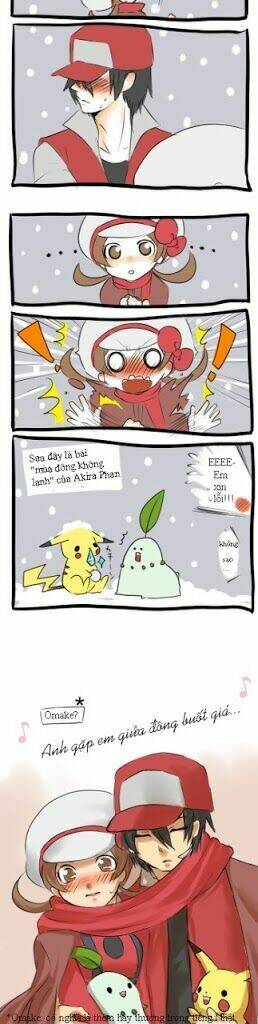 ......
......
!
!
Sau đây là bài
"mùa đông không
lạnh" của Akira Phan
EEEE-
Em
xin
lỗi!!!
không
sao
*
Omake?
Anh gặp em giữa đông buốt giá...
*Omake: có nghĩa là thêm hay thưởng trong tiếng Nhật